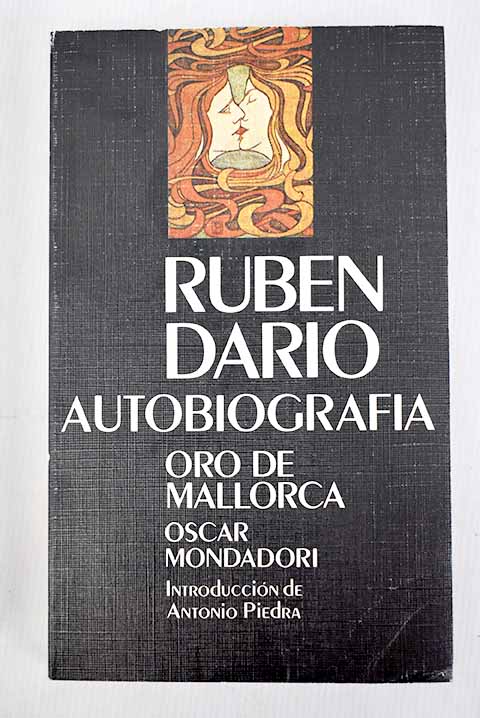 RUBEN
DARIO
AUTOBIOGRAFIA
ORO DE
MALLORCA
OSCAR
MONDADORI
INTRODUCCIÓN DE
ANTONIO PIEDRA